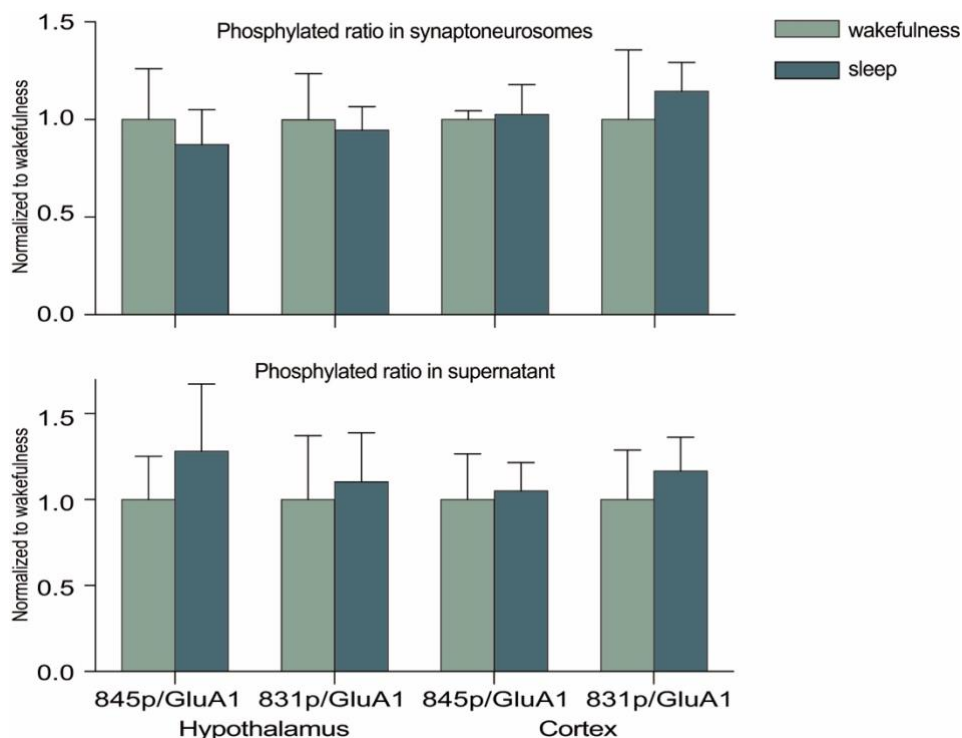 Phosphylated ratio in synaptoneurosomes
wakefulness
sleep
Normalized to wakefulness
1.5
1.0
0.5
0.0
Phosphylated ratio in supernatant
Normalized to wakefulness
1.5
1.0
0.5
0.0
845p/GluA1 831p/GluA1 845p/GluA1 831p/GluA1
Hypothalamus Cortex